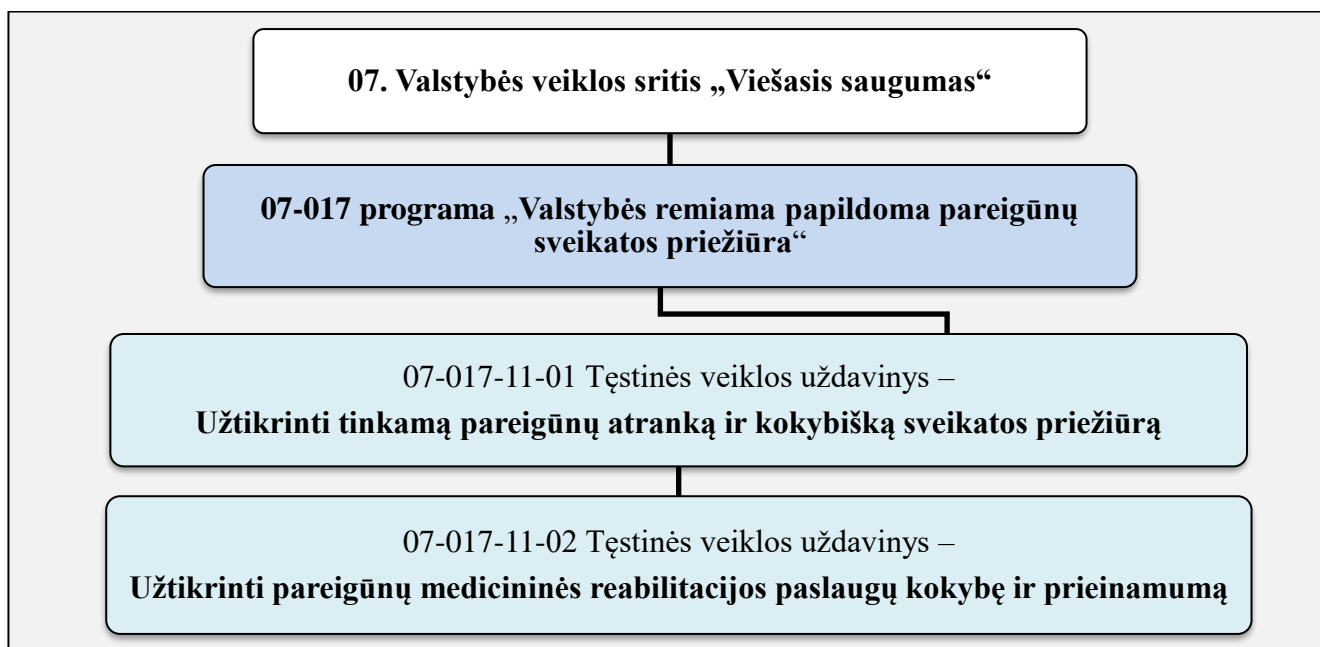 07. Valstybės veiklos sritis „Viešasis saugumas“
07-017 programa „Valstybės remiama papildoma pareigūnų
sveikatos priežiūra“
07-017-11-01 Tęstinės veiklos uždavinys –
Užtikrinti tinkamą pareigūnų atranką ir kokybišką sveikatos priežiūrą
07-017-11-02 Tęstinės veiklos uždavinys –
Užtikrinti pareigūnų medicininės reabilitacijos paslaugų kokybę ir prieinamumą